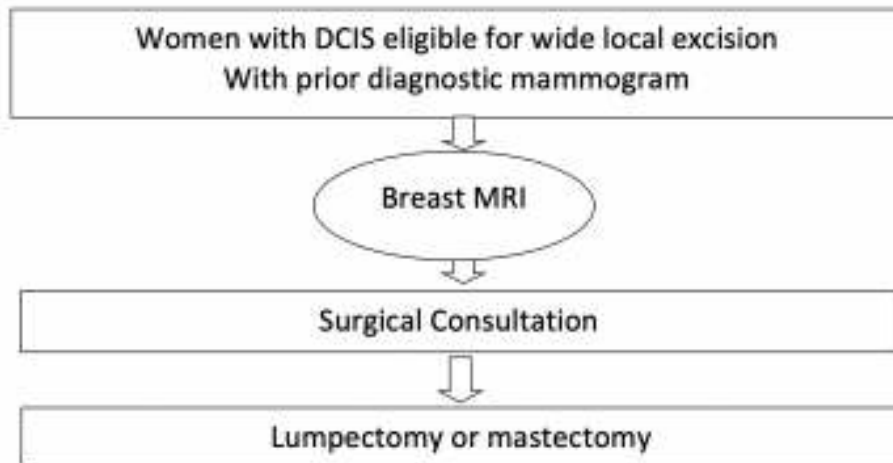 Women with DCIS eligible for wide local excision
With prior diagnostic mammogram
Breast MRI
Surgical Consultation
Lumpectomy or mastectomy